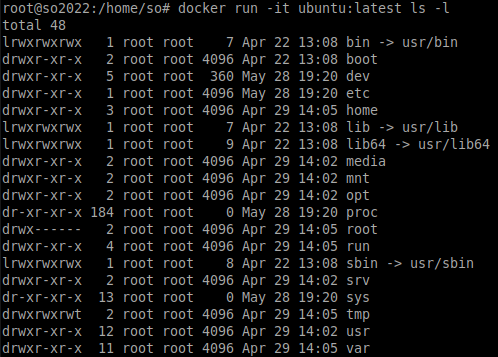 root@so2022:/home/so# docker run -it ubuntu:latest ls -l
total 48
lrwxrwxrwx   1 root root    7 Apr 22 13:08 bin -> usr/bin
drwxr-xr-x   2 root root 4096 Apr 22 13:08 boot
drwxr-xr-x   5 root root  360 May 28 19:20 dev
drwxr-xr-x   1 root root 4096 May 28 19:20 etc
drwxr-xr-x   3 root root 4096 Apr 29 14:05 home
lrwxrwxrwx   1 root root    7 Apr 22 13:08 lib -> usr/lib
lrwxrwxrwx   1 root root    9 Apr 22 13:08 lib64 -> usr/lib64
drwxr-xr-x   2 root root 4096 Apr 29 14:02 media
drwxr-xr-x   2 root root 4096 Apr 29 14:02 mnt
drwxr-xr-x   2 root root 4096 Apr 29 14:02 opt
dr-xr-xr-x 184 root root    0 May 28 19:20 proc
drwx------   2 root root 4096 Apr 29 14:05 root
drwxr-xr-x   4 root root 4096 Apr 29 14:05 run
lrwxrwxrwx   1 root root    8 Apr 22 13:08 sbin -> usr/sbin
drwxr-xr-x   2 root root 4096 Apr 29 14:02 srv
dr-xr-xr-x  13 root root    0 May 28 19:20 sys
drwxrwxrwt   2 root root 4096 Apr 29 14:05 tmp
drwxr-xr-x  12 root root 4096 Apr 29 14:02 usr
drwxr-xr-x  11 root root 4096 Apr 29 14:05 var